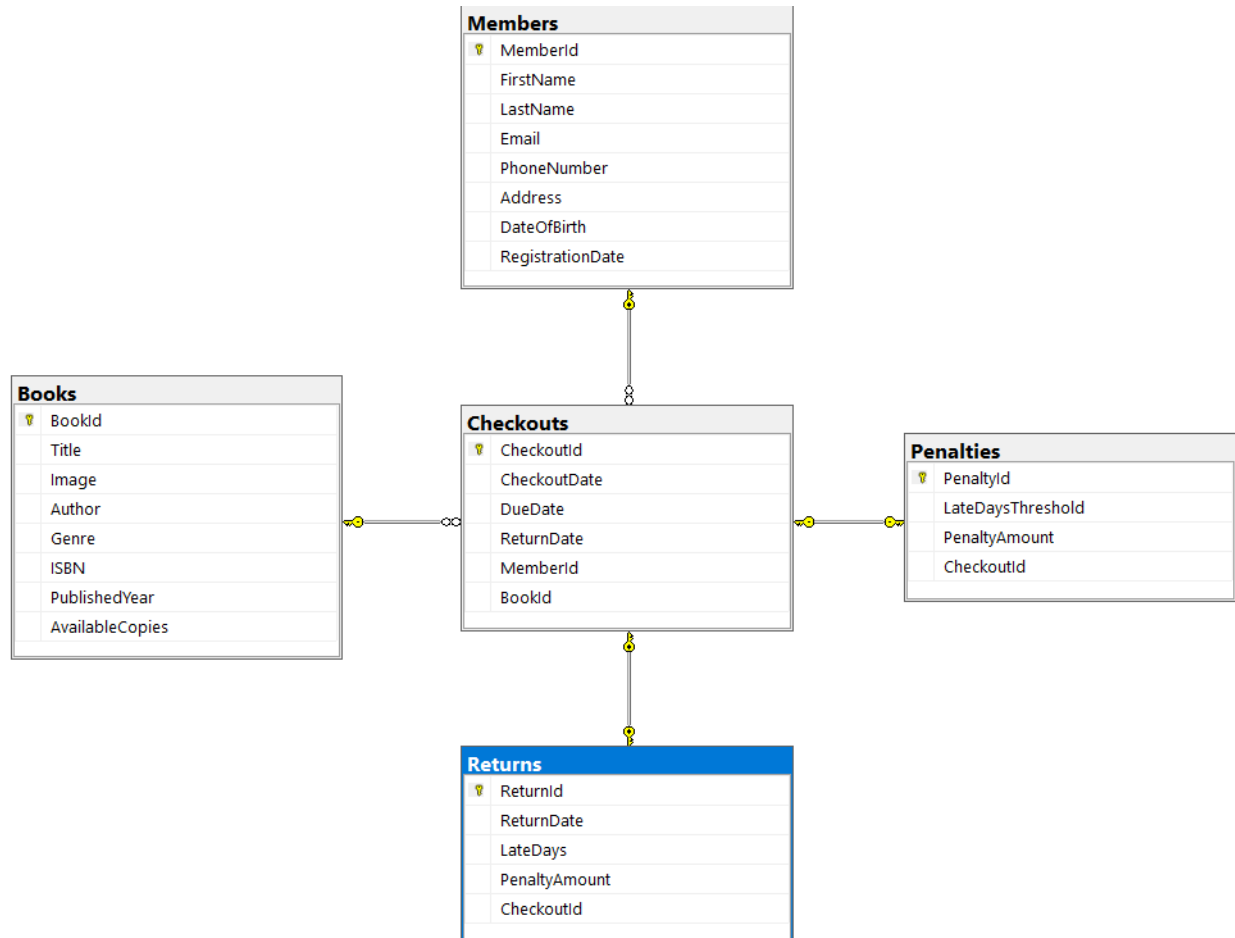 Members
MemberId
FirstName
LastName
Email
PhoneNumber
Address
DateOfBirth
RegistrationDate
Books
BookId
Title
Image
Author
Genre
ISBN
PublishedYear
AvailableCopies
Checkouts
CheckoutId
CheckoutDate
DueDate
ReturnDate
MemberId
BookId
Penalties
PenaltyId
LateDaysThreshold
PenaltyAmount
CheckoutId
Returns
ReturnId
ReturnDate
LateDays
PenaltyAmount
CheckoutId